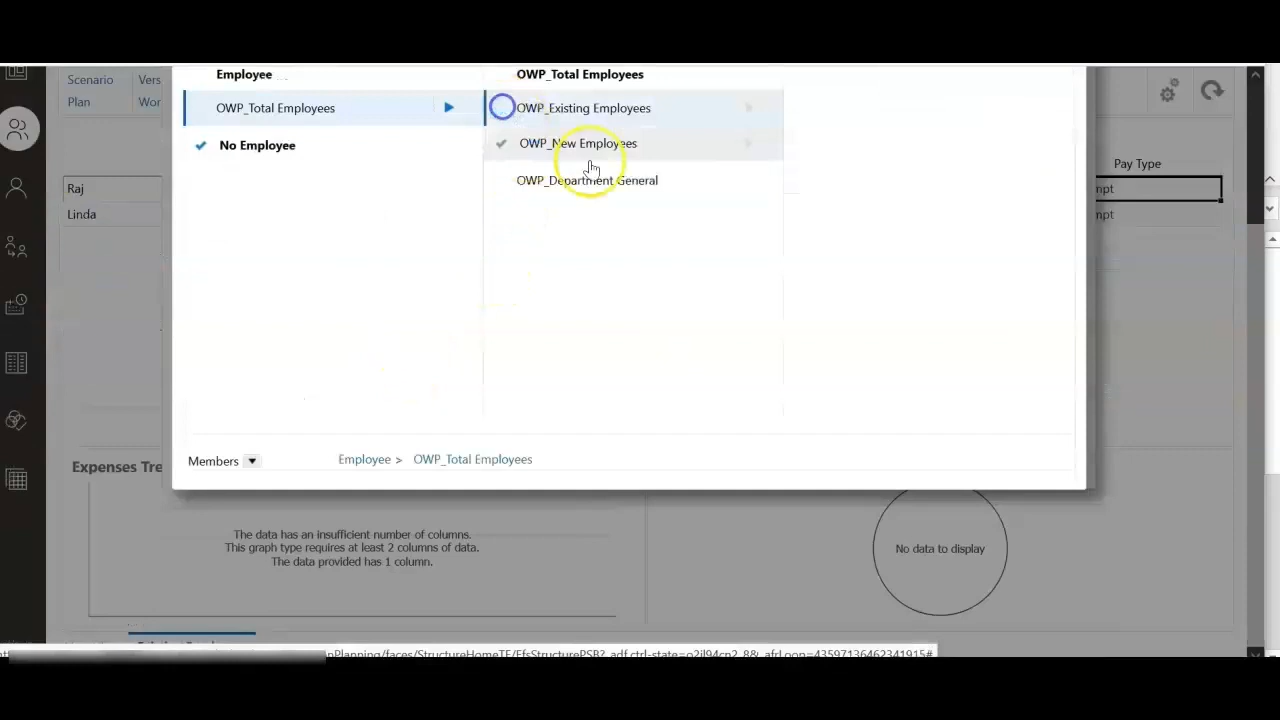 Scenario Vers
Plan Wor
Employee
OWP_Total Employees
OWP_Total Employees
OWP_Existing Employees
No Employee
OWP_New Employees
OWP_Department General
Pay Type
Raj
mpt
Linda
mpt
Members
Employee > OWP_Total Employees
Expenses Tre
The data has an insufficient number of columns.
This graph type requires at least 2 columns of data.
The data provided has 1 column.
No data to display